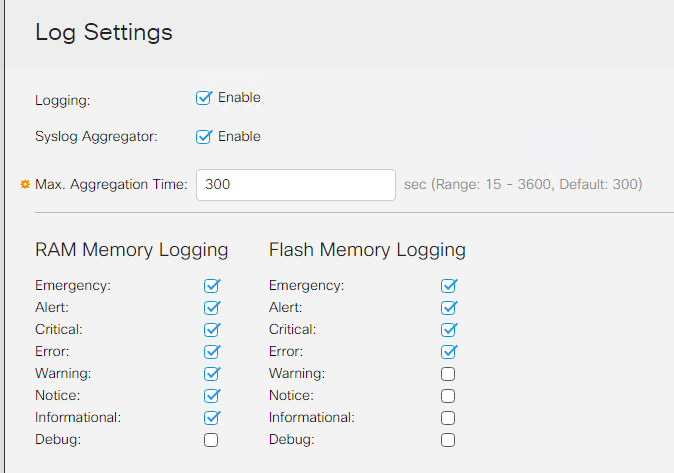 Log Settings
Logging: Enable
Syslog Aggregator: Enable
Max. Aggregation Time: 300 sec (Range: 15 - 3600, Default: 300)
RAM Memory Logging Flash Memory Logging
Emergency: Emergency:
Alert: Alert:
Critical: Critical:
Error: Error:
Warning: Warning:
Notice: Notice:
Informational: Informational:
Debug: Debug: